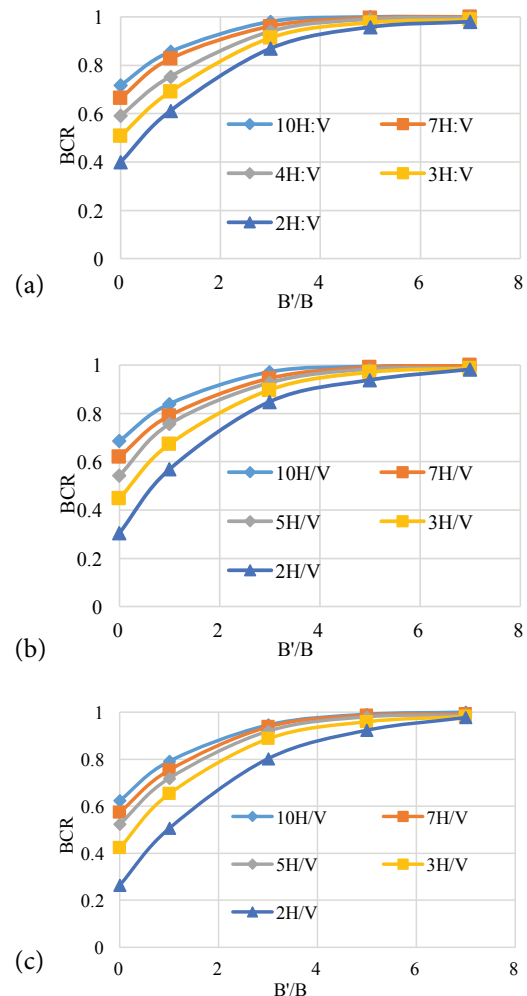 1
0.8
0.6
0.4
0.2
0
BCR
10H:V 7H:V
4H:V 3H:V
2H:V
0 2 4 6 8
B'/B
(a)
1
0.8
0.6
0.4
0.2
0
BCR
10H/V 7H/V
5H/V 3H/V
2H/V
0 2 4 6 8
B'/B
(b)
1
0.8
0.6
0.4
0.2
0
BCR
10H/V 7H/V
5H/V 3H/V
2H/V
0 2 4 6 8
B'/B
(c)